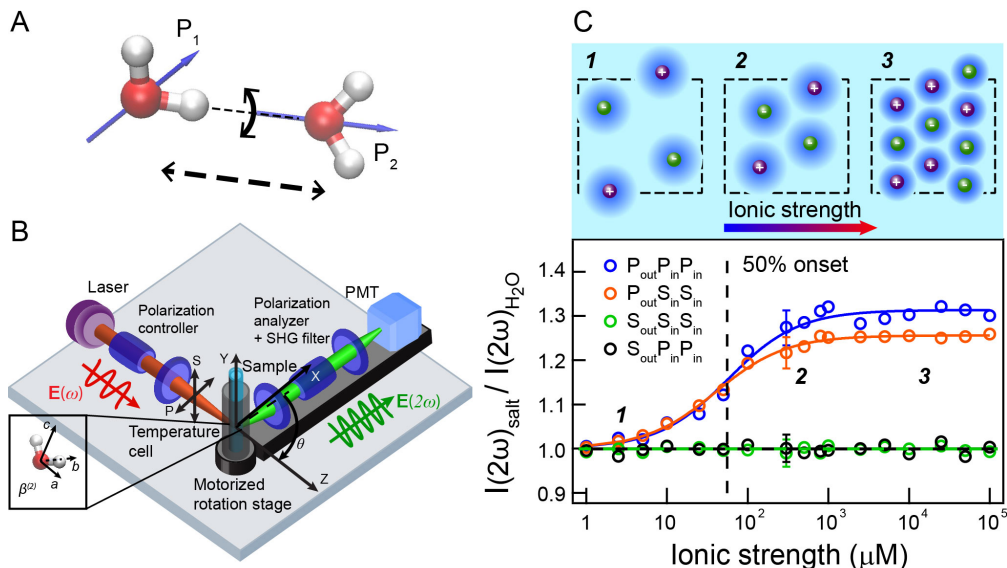 A
P1
P2
B
Laser
Polarization
controller
Polarization
analyzer
+ SHG filter
PMT
Sample
Y
X
S
P
E(ω)
E(2ω)
Temperature
cell
θ
Z
Motorized
rotation stage
c
b
a
β(2)
C
1
2
3
+
-
-
+
+
-
-
+
-
+
+
-
+
-
-
+
-
+
-
Ionic strength
I(2ω)salt / I(2ω)H2O
1.4
1.3
1.2
1.1
1.0
0.9
PoutPinPin
PoutSinSin
SoutSinSin
SoutPinPin
50% onset
1
2
3
1
10
10²
10³
10⁴
10⁵
Ionic strength (μM)